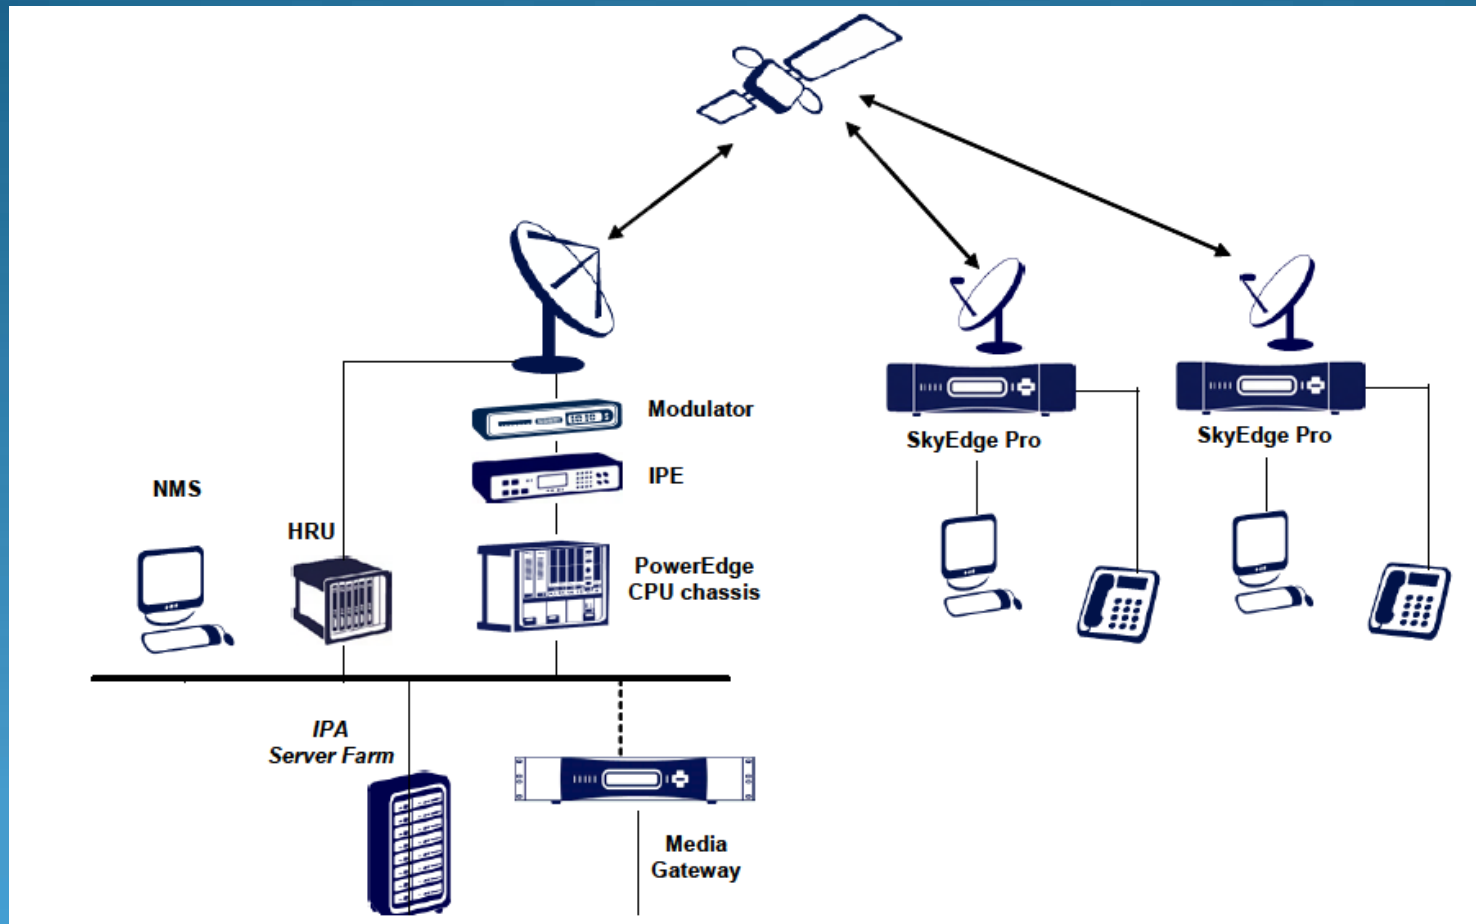 Modulator
SkyEdge Pro
SkyEdge Pro
IPE
NMS
HRU
PowerEdge
CPU chassis
IPA
Server Farm
Media
Gateway